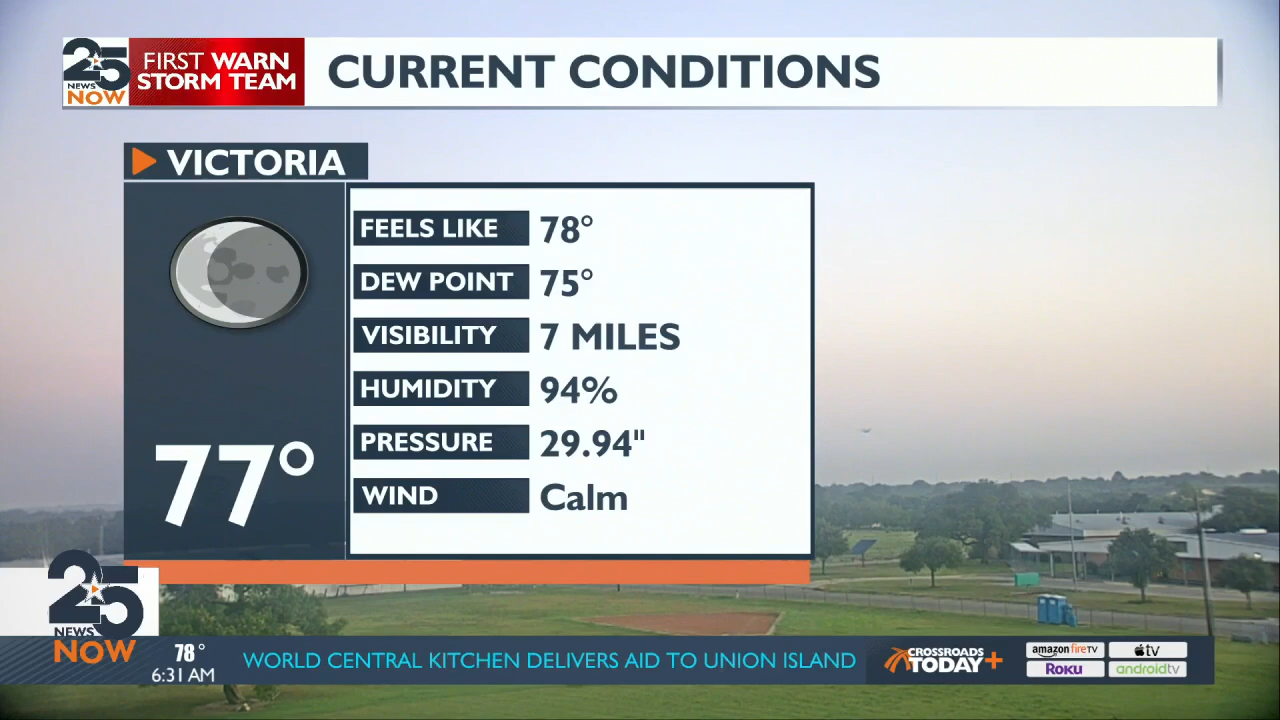 25
NEWS
NOW
FIRST WARN
STORM TEAM
CURRENT CONDITIONS
VICTORIA
77°
FEELS LIKE 78°
DEW POINT 75°
VISIBILITY 7 MILES
HUMIDITY 94%
PRESSURE 29.94"
WIND Calm
25
NEWS
NOW
78°
6:31 AM
WORLD CENTRAL KITCHEN DELIVERS AID TO UNION ISLAND
CROSSROADS
TODAY+
amazon fireTV
tv
Roku
androidtv